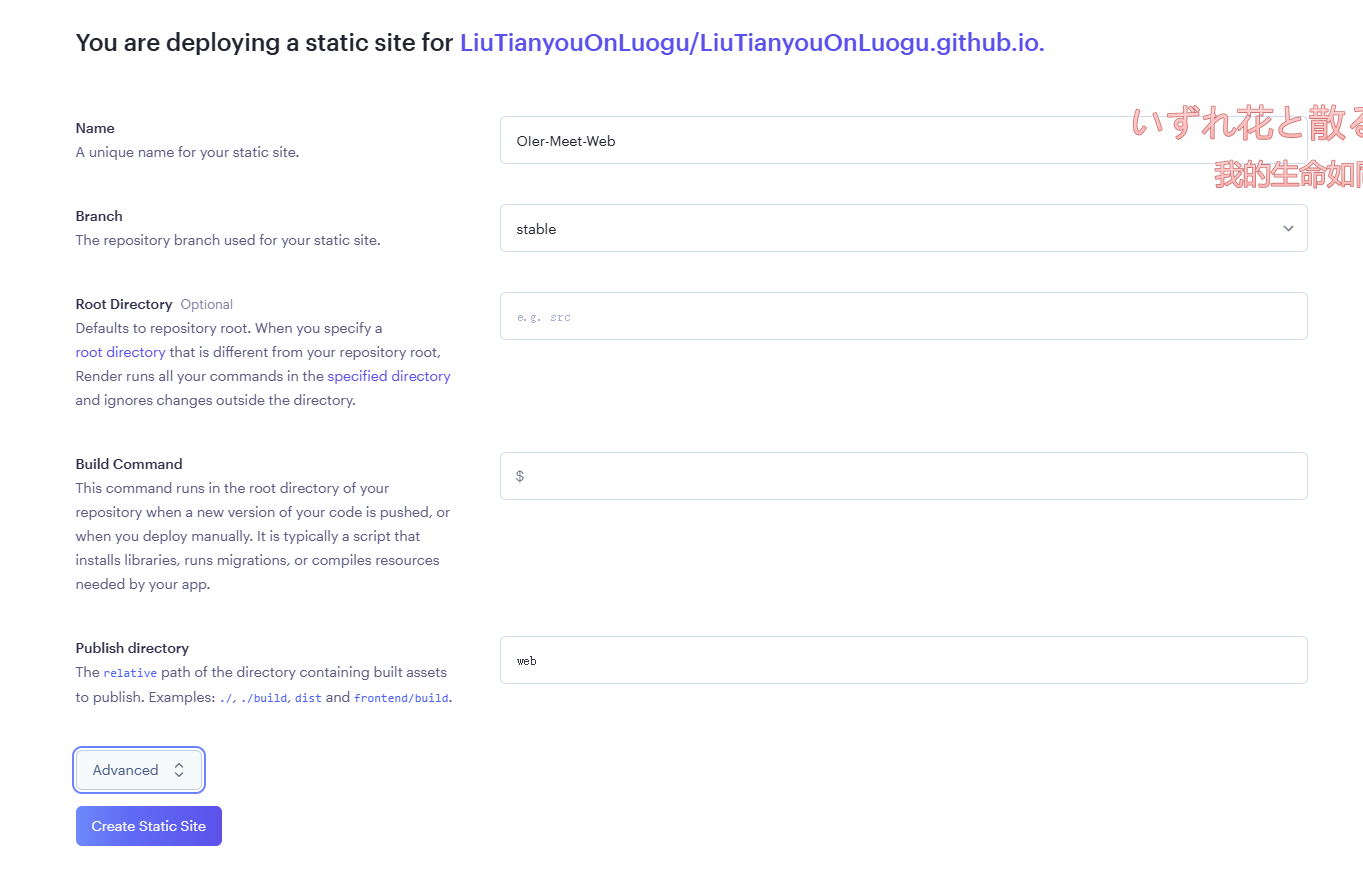 You are deploying a static site for LiuTianyouOnLuogu/LiuTianyouOnLuogu.github.io.
Name
A unique name for your static site.
OIer-Meet-Web
いずれ花と散る
我的生命如同
Branch
The repository branch used for your static site.
stable
Root Directory Optional
Defaults to repository root. When you specify a
root directory that is different from your repository root,
Render runs all your commands in the specified directory
and ignores changes outside the directory.
e.g. src
Build Command
This command runs in the root directory of your
repository when a new version of your code is pushed, or
when you deploy manually. It is typically a script that
installs libraries, runs migrations, or compiles resources
needed by your app.
$
Publish directory
The relative path of the directory containing built assets
to publish. Examples: ./, ./build, dist and frontend/build.
web
Advanced
Create Static Site